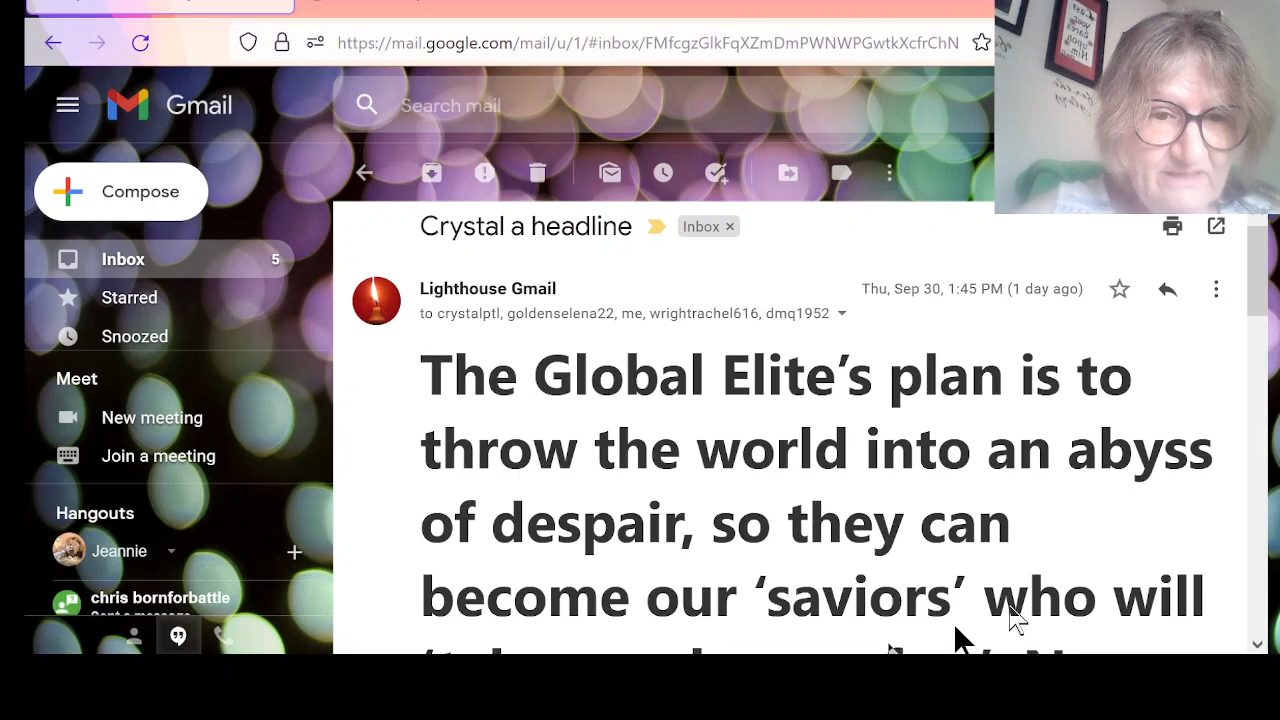 http://mail.google.com/mail/u/1/#inbox/FMfcgzGlkFqXZmDmPWNWPGwtkXcfrChN
Gmail
Search mail
Compose
Crystal a headline
Inbox ×
Inbox 5
Lighthouse Gmail
Thu, Sep 30, 1:45 PM (1 day ago)
to crystalptl, goldenselena22, me, wrightrachel616, dmq1952
Starred
Snoozed
Meet
New meeting
Join a meeting
Hangouts
Jeannie
chris bornforbattle
The Global Elite’s plan is to
throw the world into an abyss
of despair, so they can
become our ‘saviors’ who will